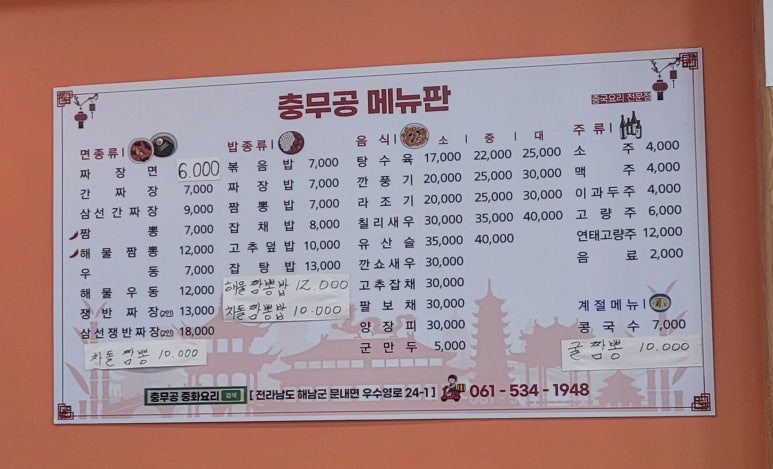 충무공 메뉴판
중국요리 전문점
면종류
짜장면 6.000
간짜장 7,000
삼선간짜장 9,000
짬뽕 7,000
해물짬뽕 12,000
우동 7,000
해물우동 12,000
쟁반짜장(2인) 13,000
삼선쟁반짜장(2인) 18,000
차돌짬뽕 10.000
밥종류
볶음밥 7,000
짜장밥 7,000
짬뽕밥 7,000
잡채밥 8,000
고추덮밥 10,000
잡탕밥 13,000
해물짬뽕밥 12.000
차돌짬뽕밥 10.000
음식 소 중 대
탕수육 17,000 22,000 25,000
깐풍기 20,000 25,000 30,000
라조기 20,000 25,000 30,000
칠리새우 30,000 35,000 40,000
유산슬 35,000 40,000
깐쇼새우 30,000
고추잡채 30,000
팔보채 30,000
양장피 30,000
군만두 5,000
주류
소주 4,000
맥주 4,000
이과두주 4,000
고량주 6,000
연태고량주 12,000
음료 2,000
계절메뉴
콩국수 7,000
굴짬뽕 10.000
충무공 중화요리 검색 [ 전라남도 해남군 문내면 우수영로 24-1 ] 061 - 534 - 1948